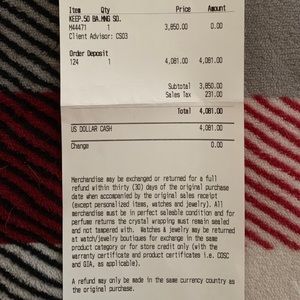 Item Qty Price Amount
KEEP.50 BA.MNG SO.
M44471 1 3,850.00 0.00
Client Advisor: CS03
Order Deposit
124 1 4,081.00 4,081.00
Subtotal 3,850.00
Sales Tax 231.00
Total 4,081.00
US DOLLAR CASH 4,081.00
Change 0.00
Merchandise may be exchanged or returned for a full
refund within thirty (30) days of the original purchase
date when accompanied by the original sales receipt
(except personalized items, watches and jewelry). All
merchandise must be in perfect saleable condition and for
perfume returns the crystal wrapping must remain sealed
and not tampered with. Watches & jewelry may be returned
at watch/jewelry boutiques for exchange in the same
product category or for store credit only (with the
warranty certificate and product certificates i.e. COSC
and GIA, as applicable).
A refund may only be made in the same currency country as
the original purchase.